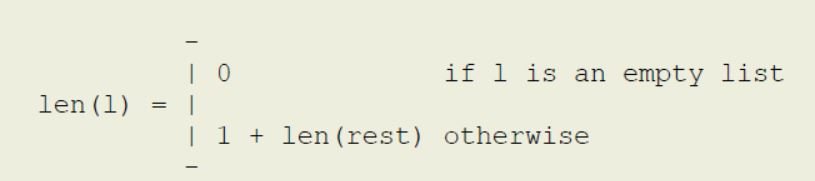 -
| 0 if l is an empty list
len(l) = |
| 1 + len(rest) otherwise
-